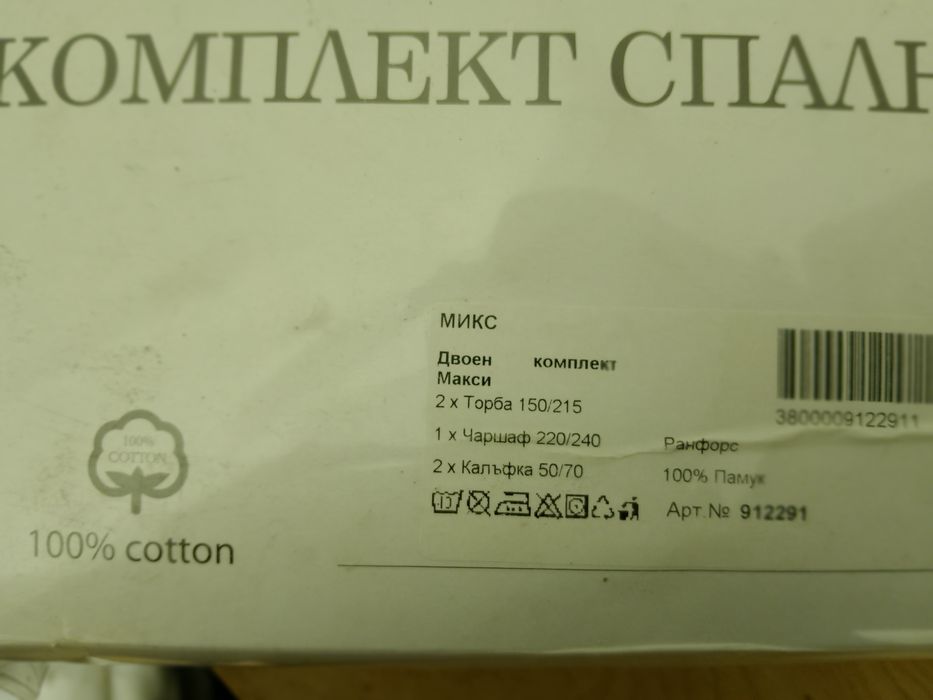 КОМПЛЕКТ СПАЛН
МИКС
Двоен комплект
Макси
2 x Торба 150/215
1 x Чаршаф 220/240
2 x Калъфка 50/70
3800009122911
Ранфорс
100% Памук
Арт.№ 912291
100%
COTTON
100% cotton